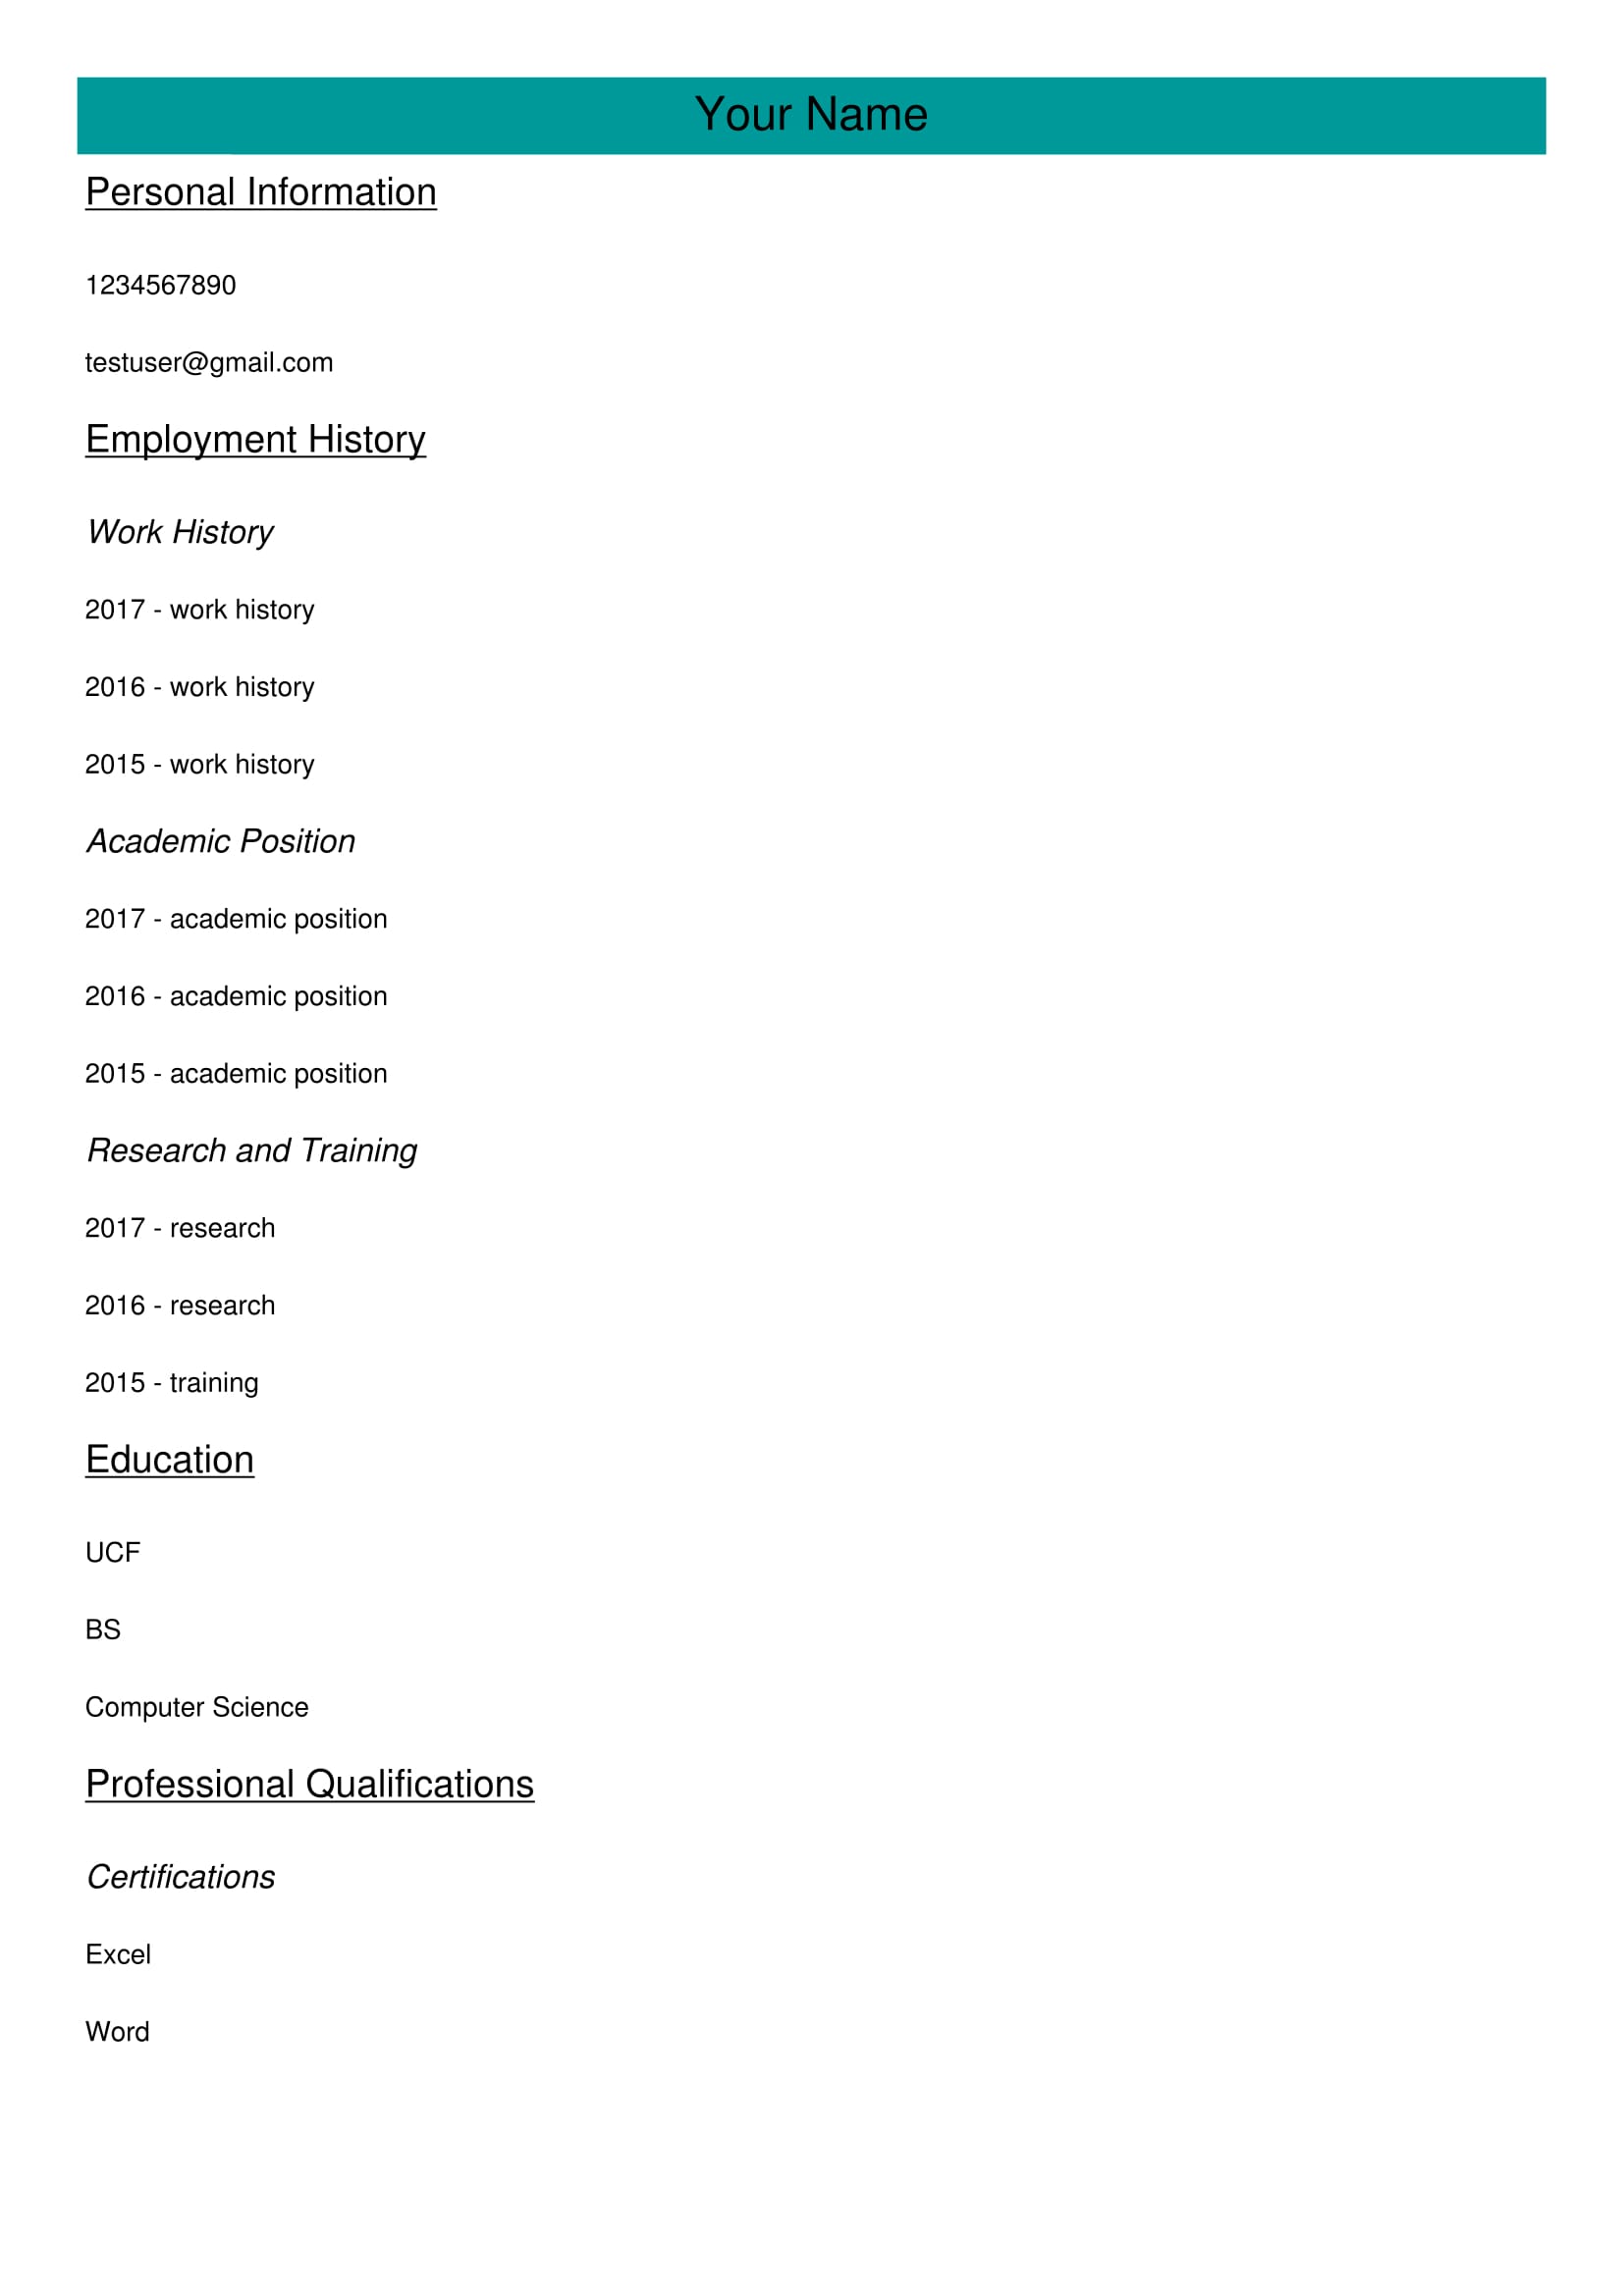 Your Name
Personal Information
1234567890
testuser@gmail.com
Employment History
Work History
2017 - work history
2016 - work history
2015 - work history
Academic Position
2017 - academic position
2016 - academic position
2015 - academic position
Research and Training
2017 - research
2016 - research
2015 - training
Education
UCF
BS
Computer Science
Professional Qualifications
Certifications
Excel
Word